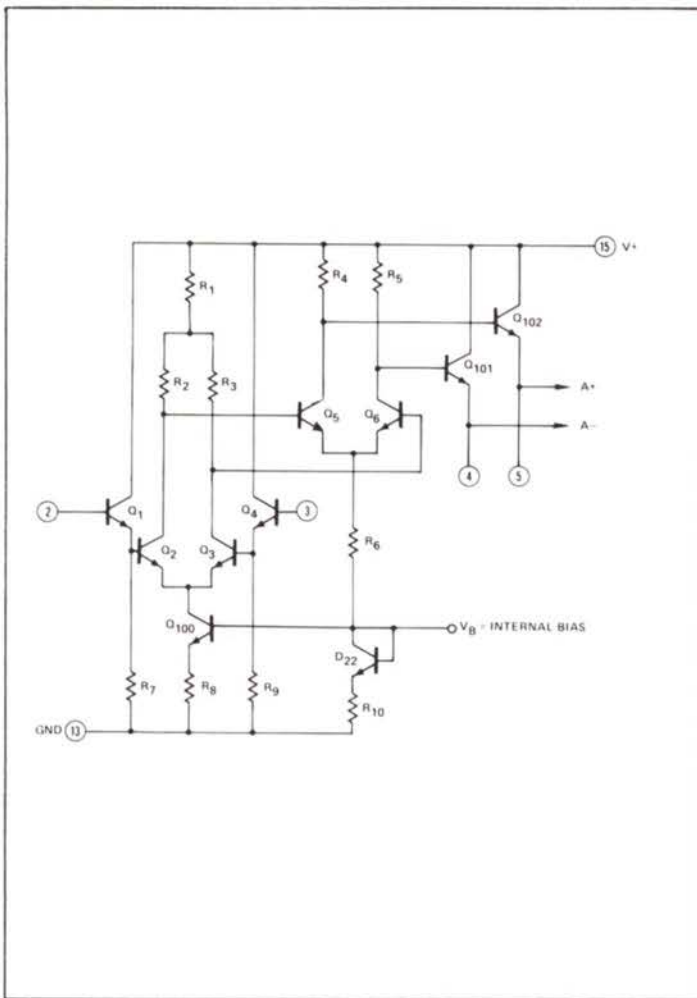 15 V+
R1
R4
R5
Q102
Q101
R2
R3
A+
Q5
Q6
A−
4
5
2
Q1
Q4
3
Q2
Q3
R6
Q100
VB - INTERNAL BIAS
D22
R7
R8
R9
R10
GND 13